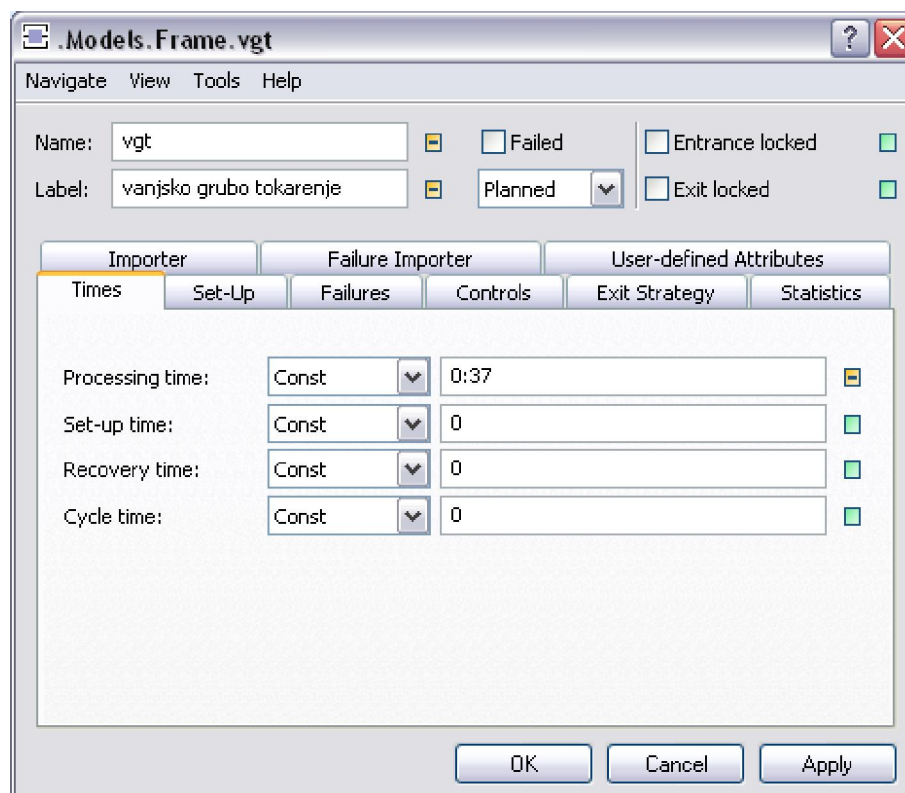 .Models.Frame.vgt
?
Navigate View Tools Help
Name: vgt Failed Entrance locked
Label: vanjsko grubo tokarenje Planned Exit locked
Importer Failure Importer User-defined Attributes
Times Set-Up Failures Controls Exit Strategy Statistics
Processing time: Const 0:37
Set-up time: Const 0
Recovery time: Const 0
Cycle time: Const 0
OK Cancel Apply